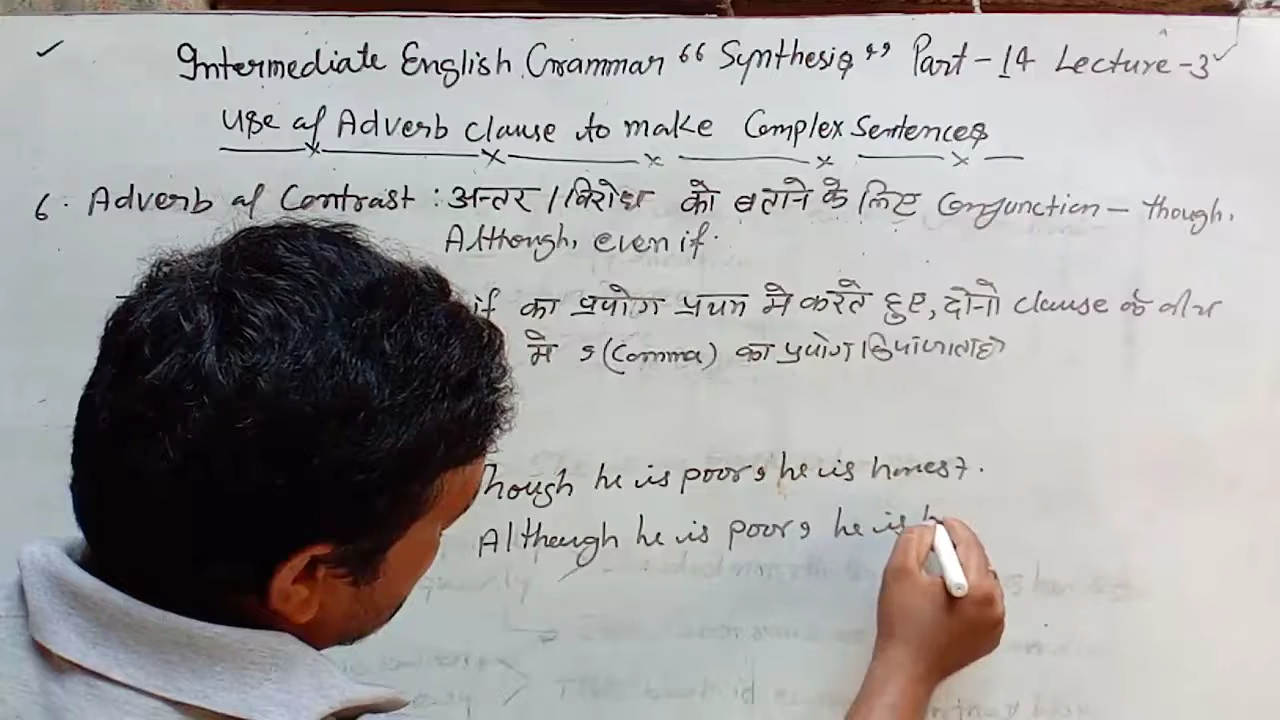 Intermediate English Grammar “Synthesis” Part-14 Lecture-3
Use of Adverb clause to make Complex Sentences
6. Adverb of Contrast : अन्तर / विरोध को बताने के लिए Conjunction - though,
Although, even if.
if का प्रयोग प्रथम मे करते हुए, दोनो clause के बीच
मे , (Comma) का प्रयोग किया जाता है
hough he is poor, he is honest.
Although he is poor, he is h